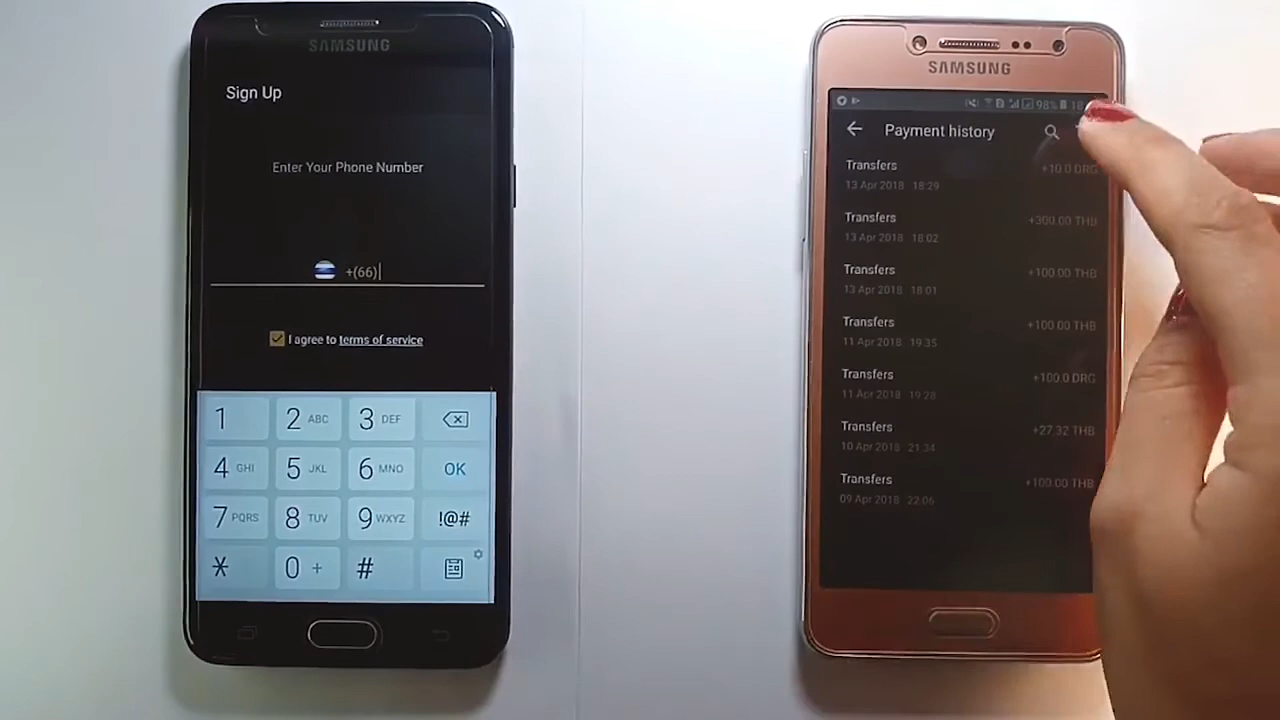 SAMSUNG
Sign Up
Enter Your Phone Number
+(66)
I agree to terms of service
1 2 ABC 3 DEF
4 GHI 5 JKL 6 MNO OK
7 PQRS 8 TUV 9 WXYZ !@#
* 0 + #
SAMSUNG
98% 18
Payment history
Transfers +10.0 DRG
13 Apr 2018 18:29
Transfers +300.00 THB
13 Apr 2018 18:02
Transfers +100.00 THB
13 Apr 2018 18:01
Transfers +100.00 THB
11 Apr 2018 19:35
Transfers +100.0 DRG
11 Apr 2018 19:28
Transfers +27.32 THB
10 Apr 2018 21:34
Transfers +100.00 THB
09 Apr 2018 22:06